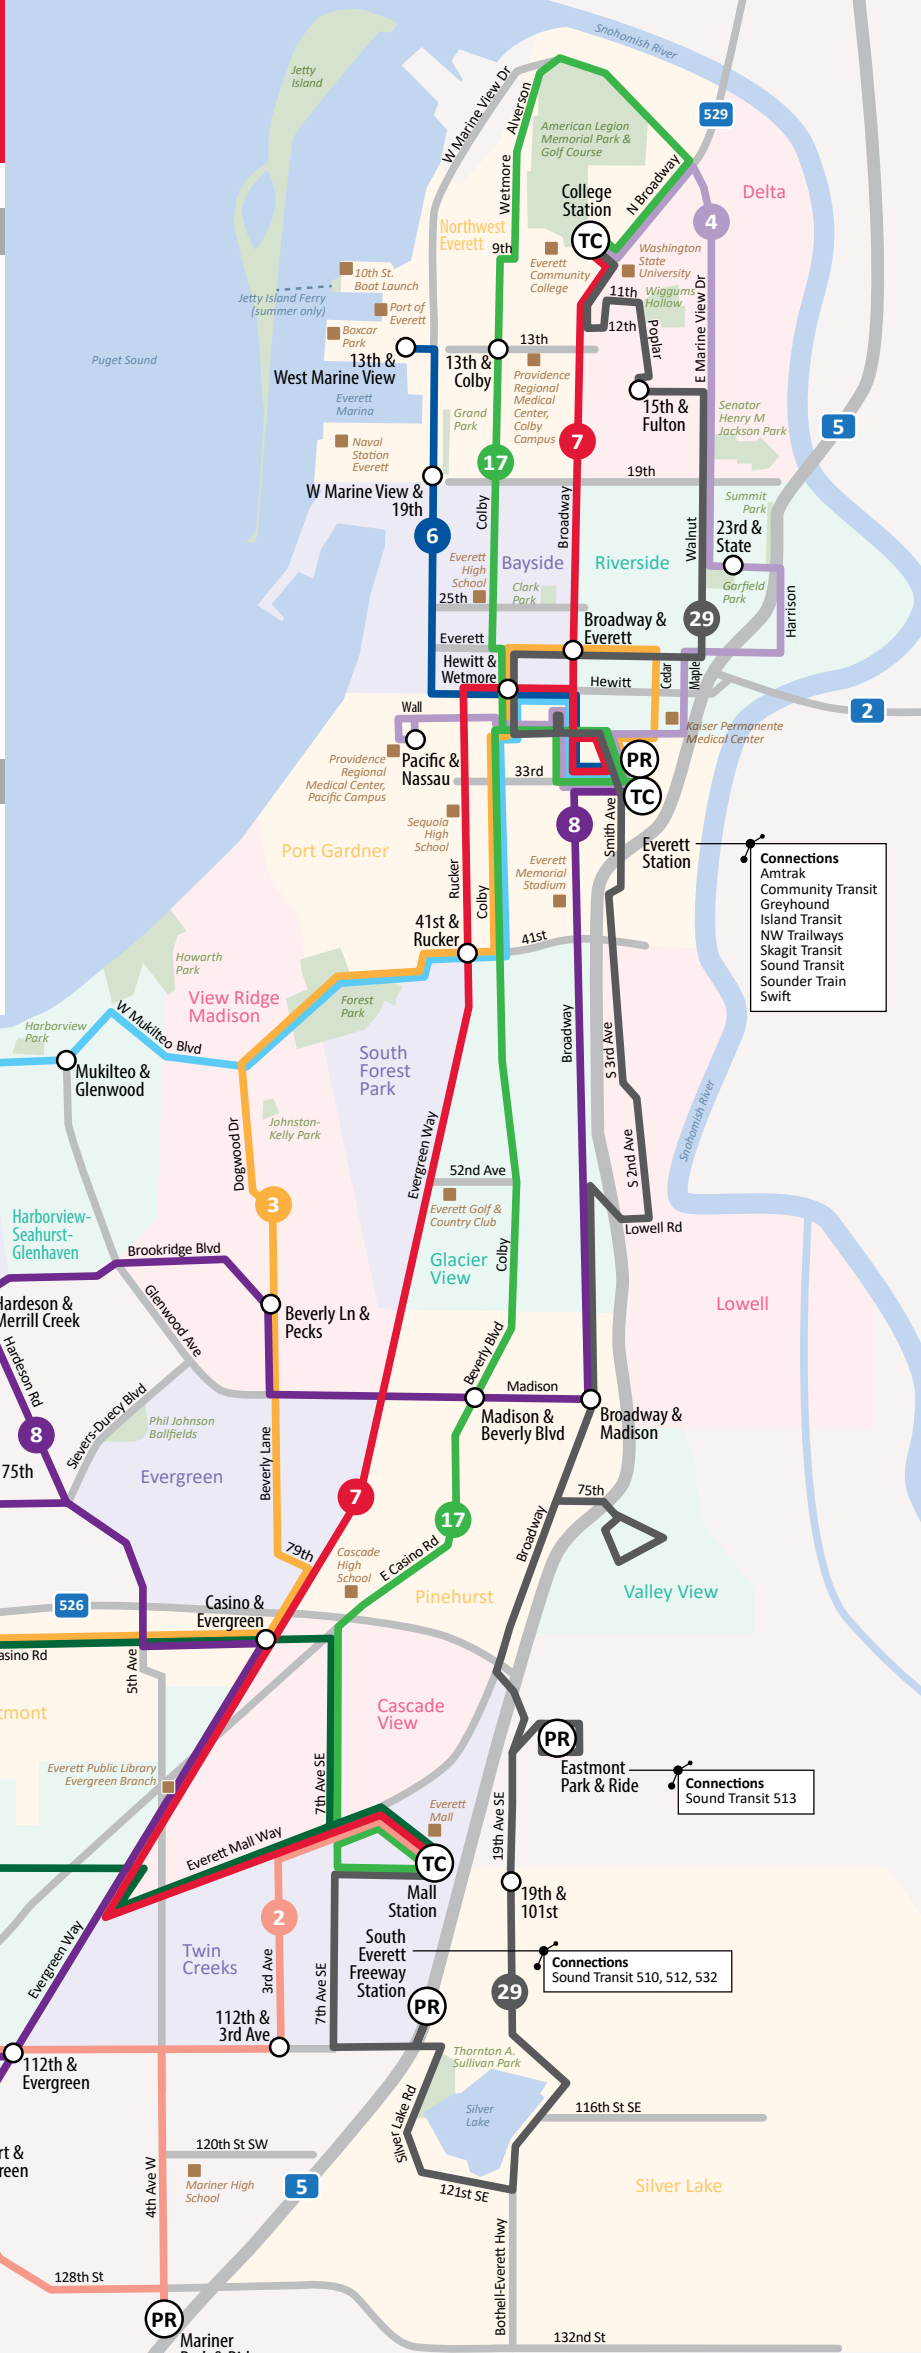 Snohomish River
Jetty
Island
W Marine View Dr
Alverson
529
American Legion
Memorial Park &
Golf Course
Wetmore
N Broadway
Delta
College
Station
TC
4
Northwest
Everett
9th
Everett
Community
College
Washington
State
University
10th St.
Boat Launch
Jetty Island Ferry
(summer only)
Port of
Everett
11th
Wiggums
Hollow
12th
Poplar
E Marine View Dr
Boxcar
Park
13th
Puget Sound
13th &
West Marine View
13th &
Colby
Providence
Regional
Medical
Center,
Colby
Campus
Everett
Marina
Grand
Park
15th &
Fulton
Senator
Henry M
Jackson Park
5
Naval
Station
Everett
17
7
19th
W Marine View &
19th
Colby
Broadway
Summit
Park
6
Walnut
23rd &
State
Everett
High
School
Bayside
Riverside
Clark
Park
Garfield
Park
25th
Harrison
29
Broadway &
Everett
Everett
Hewitt &
Wetmore
Hewitt
Cedar
Maple
2
Wall
Kaiser Permanente
Medical Center
Pacific &
Nassau
Providence
Regional
Medical Center,
Pacific Campus
33rd
PR
TC
Sequoia
High
School
8
Smith Ave
Everett
Station
Port Gardner
Everett
Memorial
Stadium
Rucker
Colby
Connections
Amtrak
Community Transit
Greyhound
Island Transit
NW Trailways
Skagit Transit
Sound Transit
Sounder Train
Swift
41st &
Rucker
41st
Howarth
Park
View Ridge
Madison
Forest
Park
Harborview
Park
W Mukilteo Blvd
Broadway
S 3rd Ave
South
Forest
Park
Mukilteo &
Glenwood
Johnston-
Kelly Park
Dogwood Dr
Evergreen Way
Snohomish River
S 2nd Ave
52nd Ave
3
Everett Golf &
Country Club
Harborview-
Seahurst-
Glenhaven
Lowell Rd
Brookridge Blvd
Glacier
View
Colby
Hardeson &
Merrill Creek
Glenwood Ave
Beverly Ln &
Pecks
Lowell
Hardeson Rd
Beverly Blvd
Madison
Sievers-Duecy Blvd
Phil Johnson
Ballfields
Madison &
Beverly Blvd
Broadway &
Madison
8
75th
Evergreen
Beverly Lane
7
17
75th
Broadway
79th
Cascade
High
School
E Casino Rd
Pinehurst
Valley View
526
Casino &
Evergreen
asino Rd
5th Ave
tmont
Cascade
View
PR
Eastmont
Park & Ride
Connections
Sound Transit 513
Everett Public Library
Evergreen Branch
7th Ave SE
Everett
Mall
19th Ave SE
Everett Mall Way
TC
Mall
Station
19th &
101st
2
South
Everett
Freeway
Station
Connections
Sound Transit 510, 512, 532
Twin
Creeks
Evergreen Way
3rd Ave
7th Ave SE
29
PR
112th &
3rd Ave
112th &
Evergreen
Thornton A.
Sullivan Park
Silver Lake Rd
Silver
Lake
116th St SE
rt &
reen
120th St SW
4th Ave W
Mariner High
School
5
121st SE
Silver Lake
Bothell-Everett Hwy
128th St
PR
Mariner
132nd St